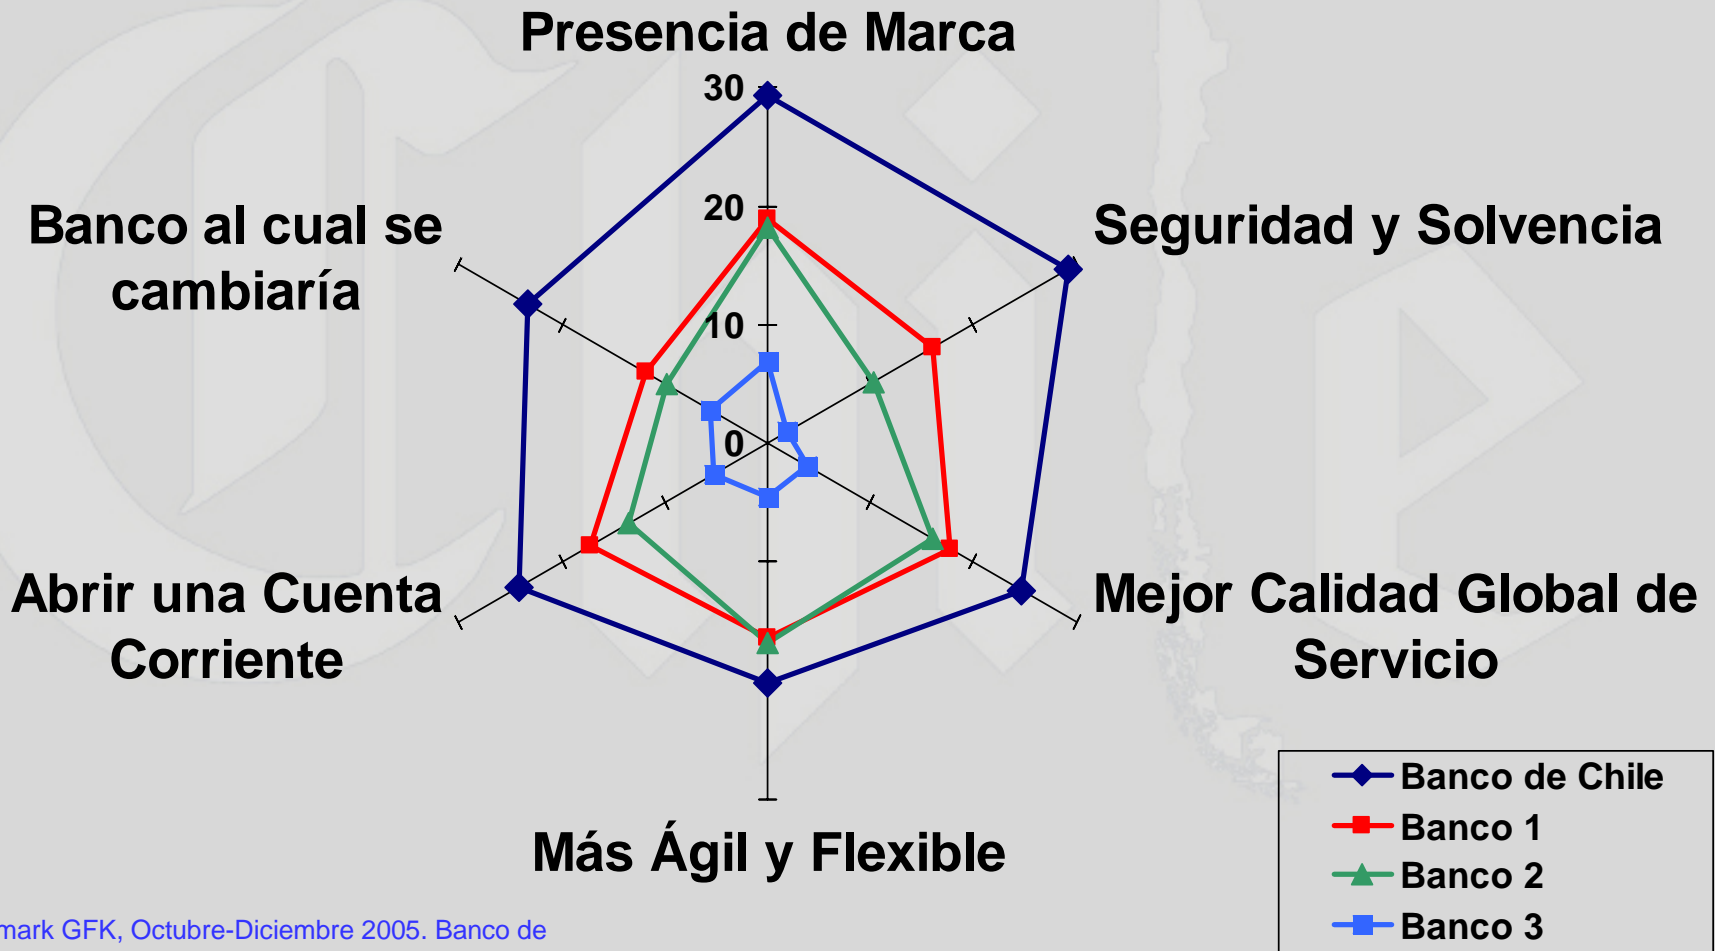 Presencia de Marca
30
20
10
0
Seguridad y Solvencia
Banco al cual se
cambiaría
Abrir una Cuenta
Corriente
Mejor Calidad Global de
Servicio
Más Ágil y Flexible
Banco de Chile
Banco 1
Banco 2
Banco 3
mark GFK, Octubre-Diciembre 2005. Banco de